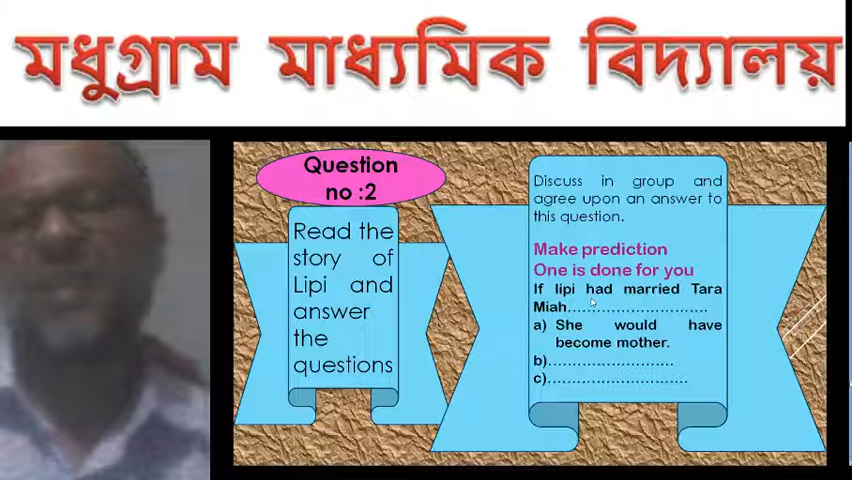 মধুগ্রাম মাধ্যমিক বিদ্যালয়
Question
no :2
Read the
story of
Lipi and
answer
the
questions
Discuss in group and
agree upon an answer to
this question.
Make prediction
One is done for you
If lipi had married Tara
Miah...............................
a) She would have
become mother.
b)............................
c)...............................